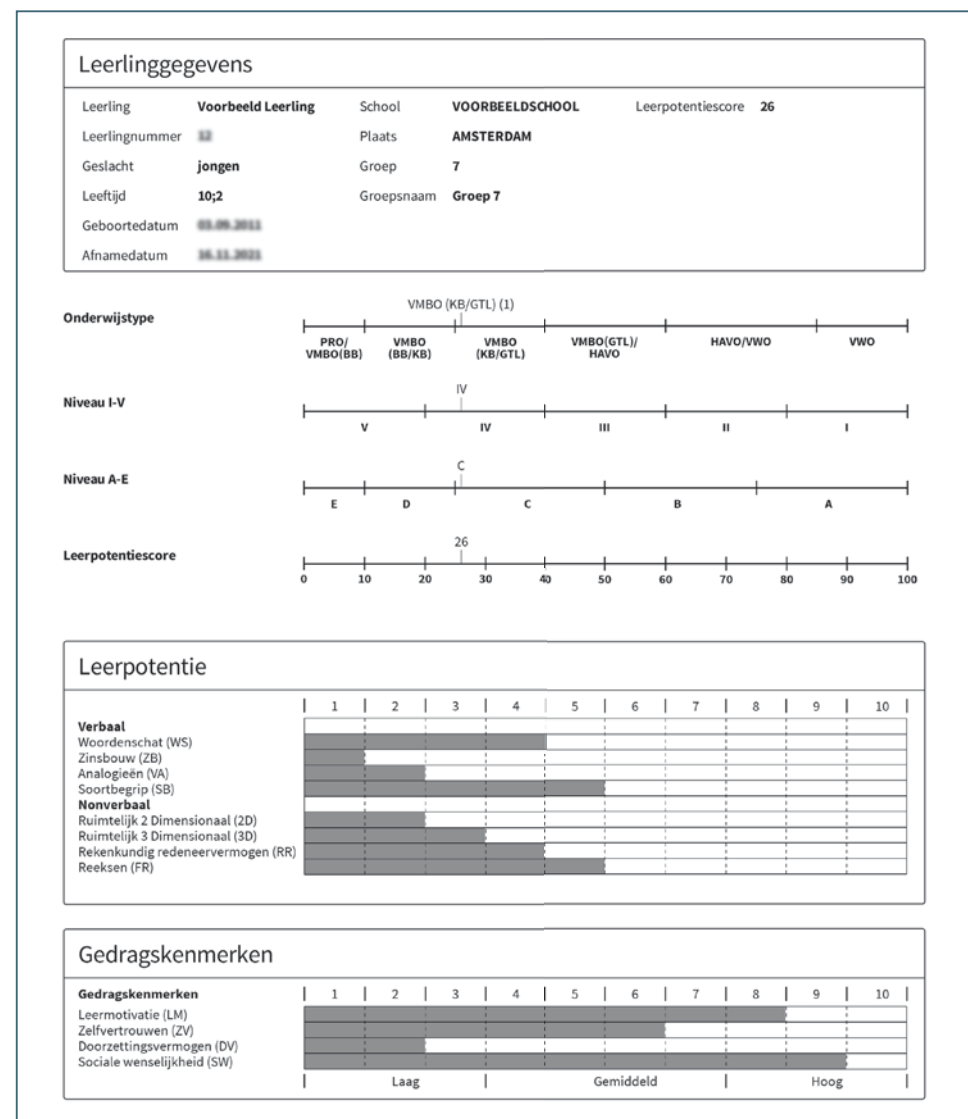 Leerlinggegevens
Leerling Voorbeeld Leerling School VOORBEELDSCHOOL Leerpotentiescore 26
Leerlingnummer Plaats AMSTERDAM
Geslacht jongen Groep 7
Leeftijd 10;2 Groepsnaam Groep 7
Geboortedatum
Afnamedatum
VMBO (KB/GTL) (1)
Onderwijstype
PRO/ VMBO VMBO VMBO(GTL)/ HAVO/VWO VWO
VMBO(BB) (BB/KB) (KB/GTL) HAVO
IV
Niveau I-V
V IV III II I
C
Niveau A-E
E D C B A
26
Leerpotentiescore
0 10 20 30 40 50 60 70 80 90 100
Leerpotentie
1 2 3 4 5 6 7 8 9 10
Verbaal
Woordenschat (WS)
Zinsbouw (ZB)
Analogieën (VA)
Soortbegrip (SB)
Nonverbaal
Ruimtelijk 2 Dimensionaal (2D)
Ruimtelijk 3 Dimensionaal (3D)
Rekenkundig redeneervermogen (RR)
Reeksen (FR)
Gedragskenmerken
Gedragskenmerken 1 2 3 4 5 6 7 8 9 10
Leermotivatie (LM)
Zelfvertrouwen (ZV)
Doorzettingsvermogen (DV)
Sociale wenselijkheid (SW)
Laag Gemiddeld Hoog